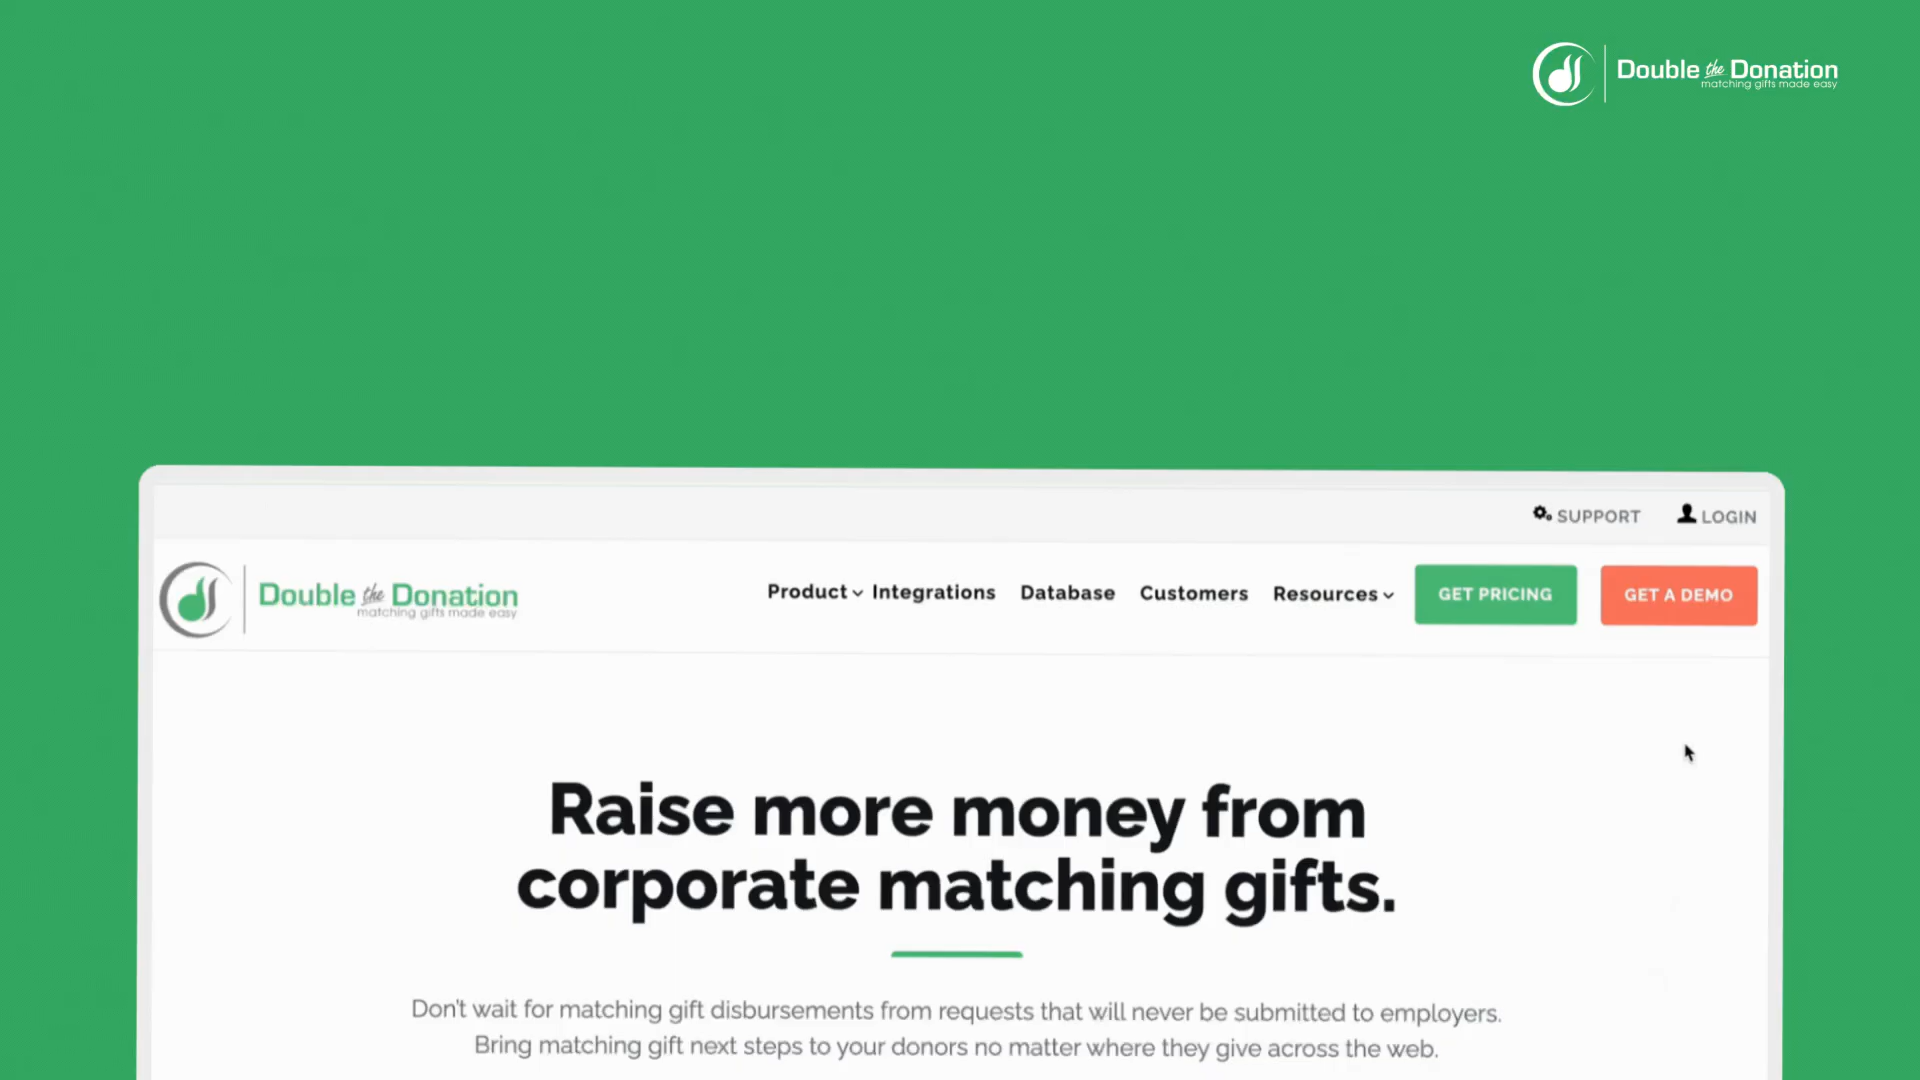 Double the Donation
matching gifts made easy
SUPPORT LOGIN
Double the Donation
matching gifts made easy
Product Integrations Database Customers Resources GET PRICING GET A DEMO
Raise more money from
corporate matching gifts.
Don't wait for matching gift disbursements from requests that will never be submitted to employers.
Bring matching gift next steps to your donors no matter where they give across the web.